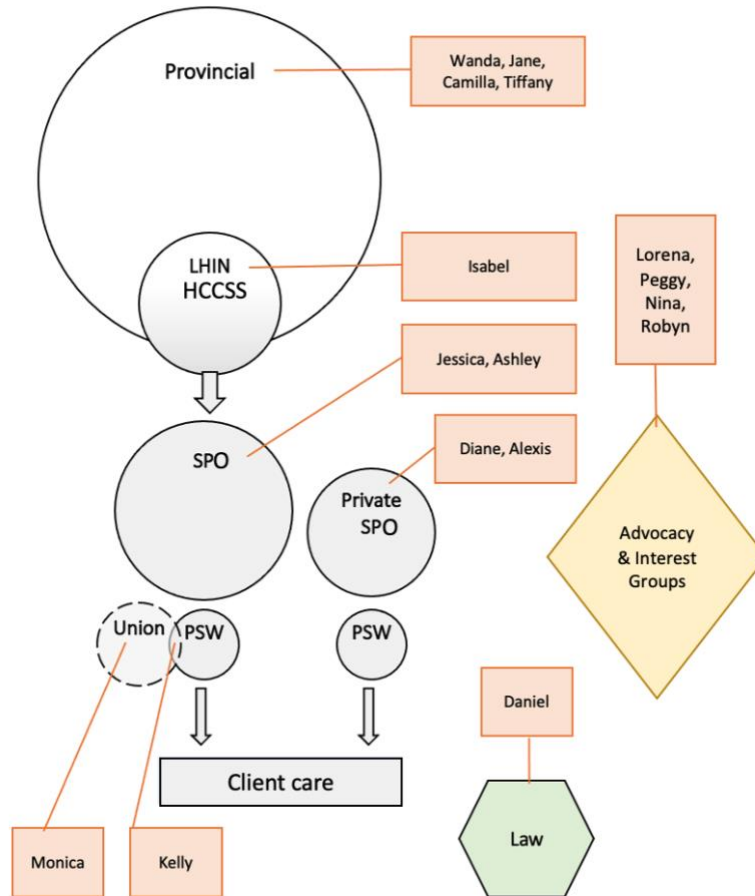 Provincial
Wanda, Jane,
Camilla, Tiffany
LHIN
HCCSS
Isabel
Lorena,
Peggy,
Nina,
Robyn
Jessica, Ashley
SPO
Diane, Alexis
Private
SPO
Advocacy
& Interest
Groups
Union
PSW
PSW
Daniel
Client care
Law
Monica
Kelly